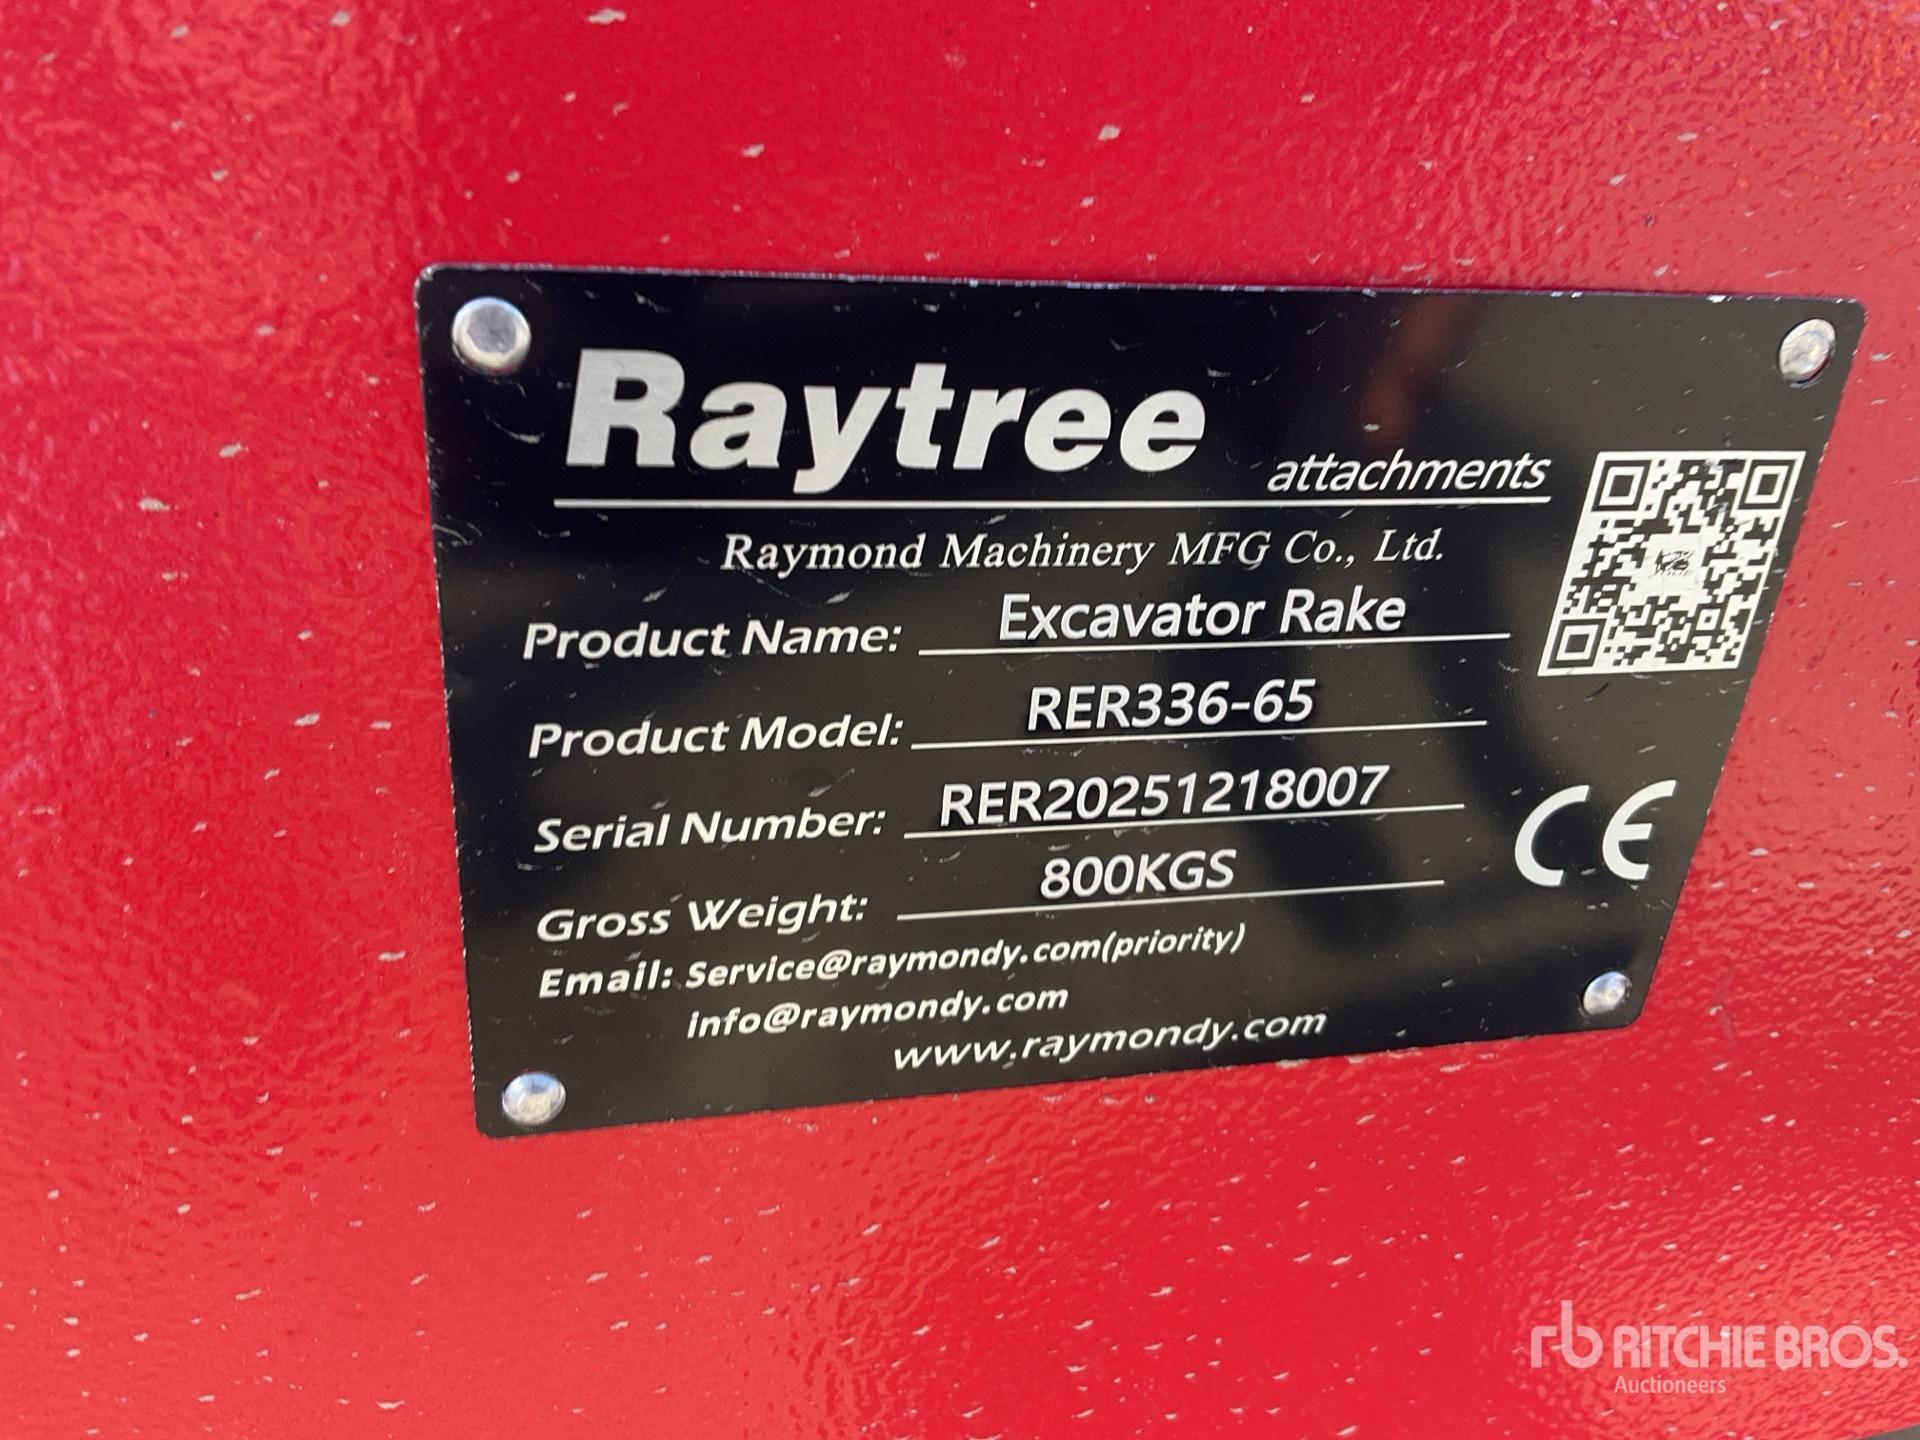 Raytree attachments
Raymond Machinery MFG Co., Ltd.
Product Name: Excavator Rake
Product Model: RER336-65
Serial Number: RER20251218007
Gross Weight: 800KGS
CE
Email: Service@raymondy.com(priority)
info@raymondy.com
www.raymondy.com
rb RITCHIE BROS.
Auctioneers